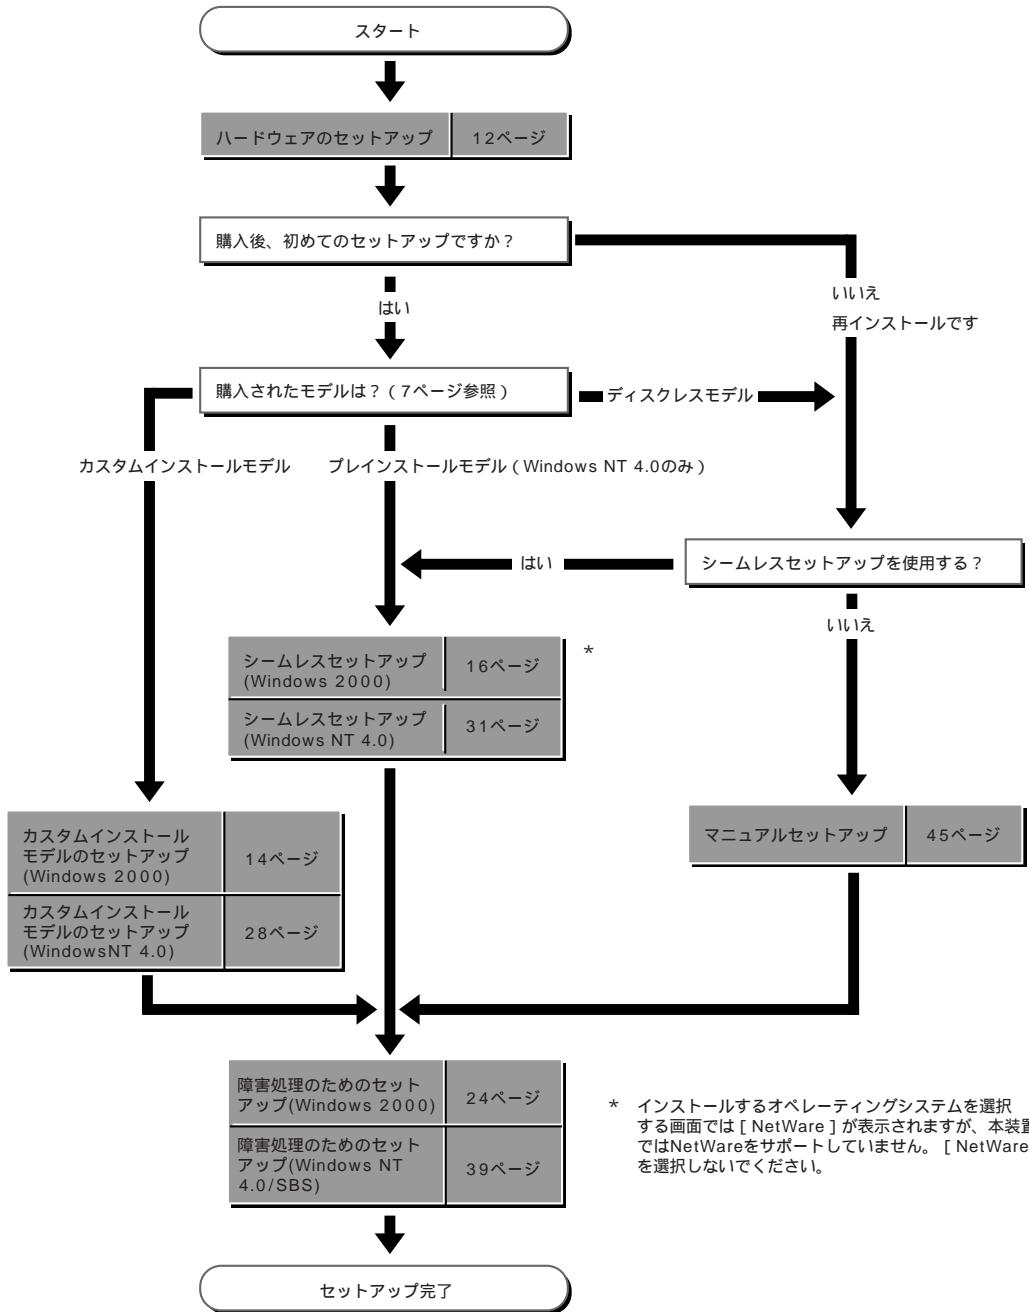 スタート
ハードウェアのセットアップ
12ページ
購入後、初めてのセットアップですか？
はい
いいえ
再インストールです
購入されたモデルは？（7ページ参照）
ディスクレスモデル
カスタムインストールモデル
プレインストールモデル（Windows NT 4.0のみ）
はい
シームレスセットアップを使用する？
いいえ
シームレスセットアップ
(Windows 2000)
16ページ
*
シームレスセットアップ
(Windows NT 4.0)
31ページ
カスタムインストール
モデルのセットアップ
(Windows 2000)
14ページ
カスタムインストール
モデルのセットアップ
(WindowsNT 4.0)
28ページ
マニュアルセットアップ
45ページ
障害処理のためのセット
アップ(Windows 2000)
24ページ
障害処理のためのセット
アップ(Windows NT
4.0/SBS)
39ページ
* インストールするオペレーティングシステムを選択
する画面では［NetWare］が表示されますが、本装
ではNetWareをサポートしていません。［NetWare
を選択しないでください。
セットアップ完了